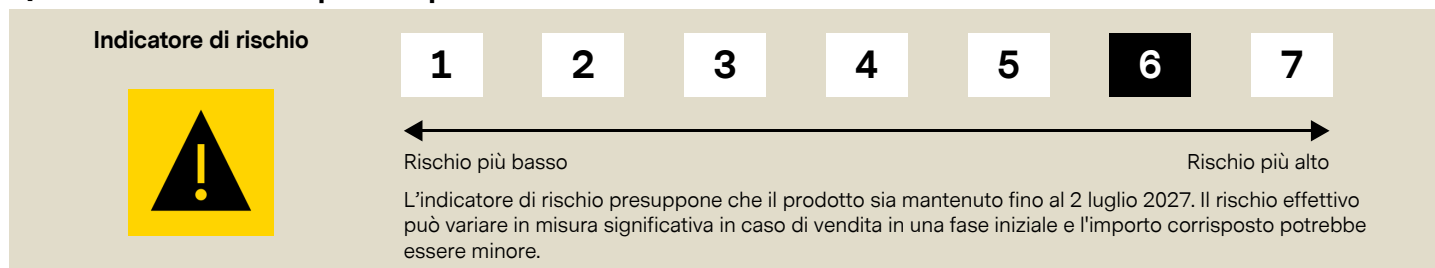 Indicatore di rischio
1 2 3 4 5 6 7
Rischio più basso Rischio più alto
L'indicatore di rischio presuppone che il prodotto sia mantenuto fino al 2 luglio 2027. Il rischio effettivo
può variare in misura significativa in caso di vendita in una fase iniziale e l'importo corrisposto potrebbe
essere minore.